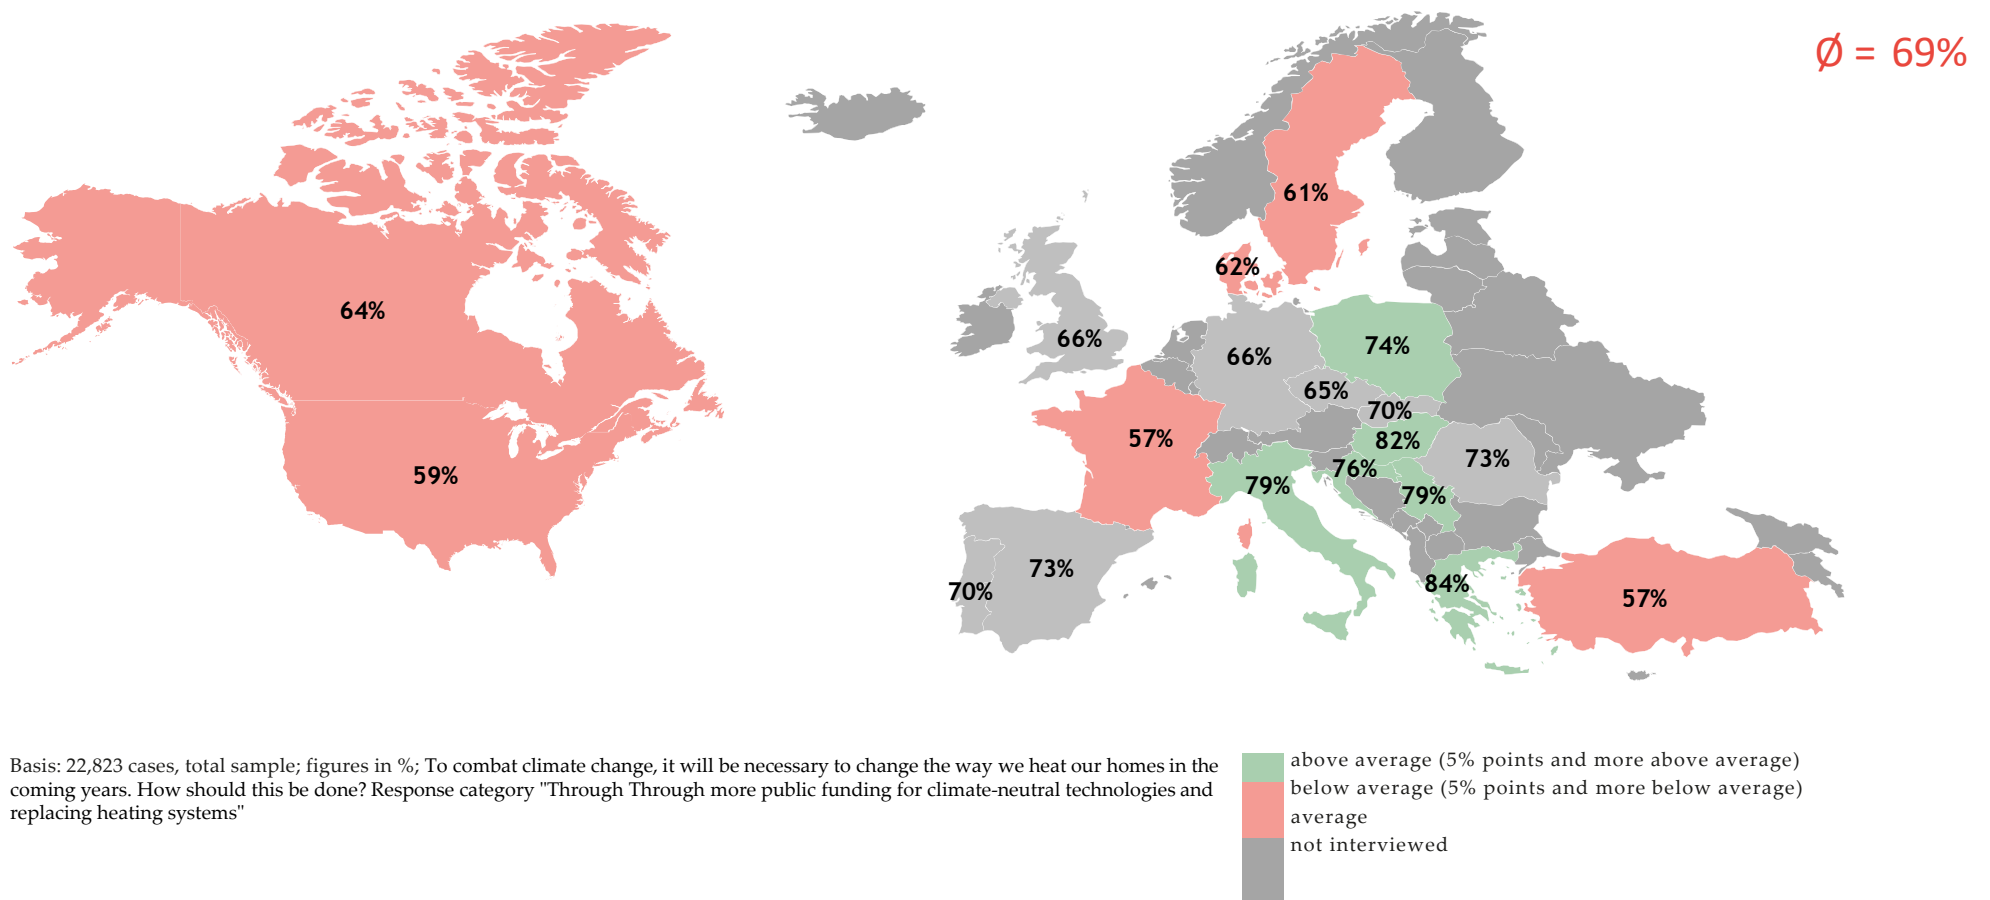 Ø = 69%
61%
62%
64%
66%
74%
66%
65%
70%
57%
82%
73%
76%
59%
79%
79%
73%
84%
70%
57%
Basis: 22,823 cases, total sample; figures in %; To combat climate change, it will be necessary to change the way we heat our homes in the
coming years. How should this be done? Response category "Through Through more public funding for climate-neutral technologies and
replacing heating systems"
above average (5% points and more above average)
below average (5% points and more below average)
average
not interviewed